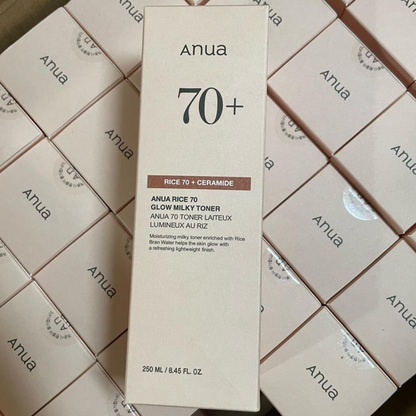 Anua
70+
RICE 70 + CERAMIDE
ANUA RICE 70
GLOW MILKY TONER
ANUA 70 TONER LAITEUX
LUMINEUX AU RIZ
Moisturizing milky toner enriched with Rice
Bran Water helps the skin glow with
a refreshing lightweight finish.
250 ML / 8.45 FL. OZ.
Anua
Anua
Anua
Anua
Anua
Anua
Anua
Anua
Anua
Anua